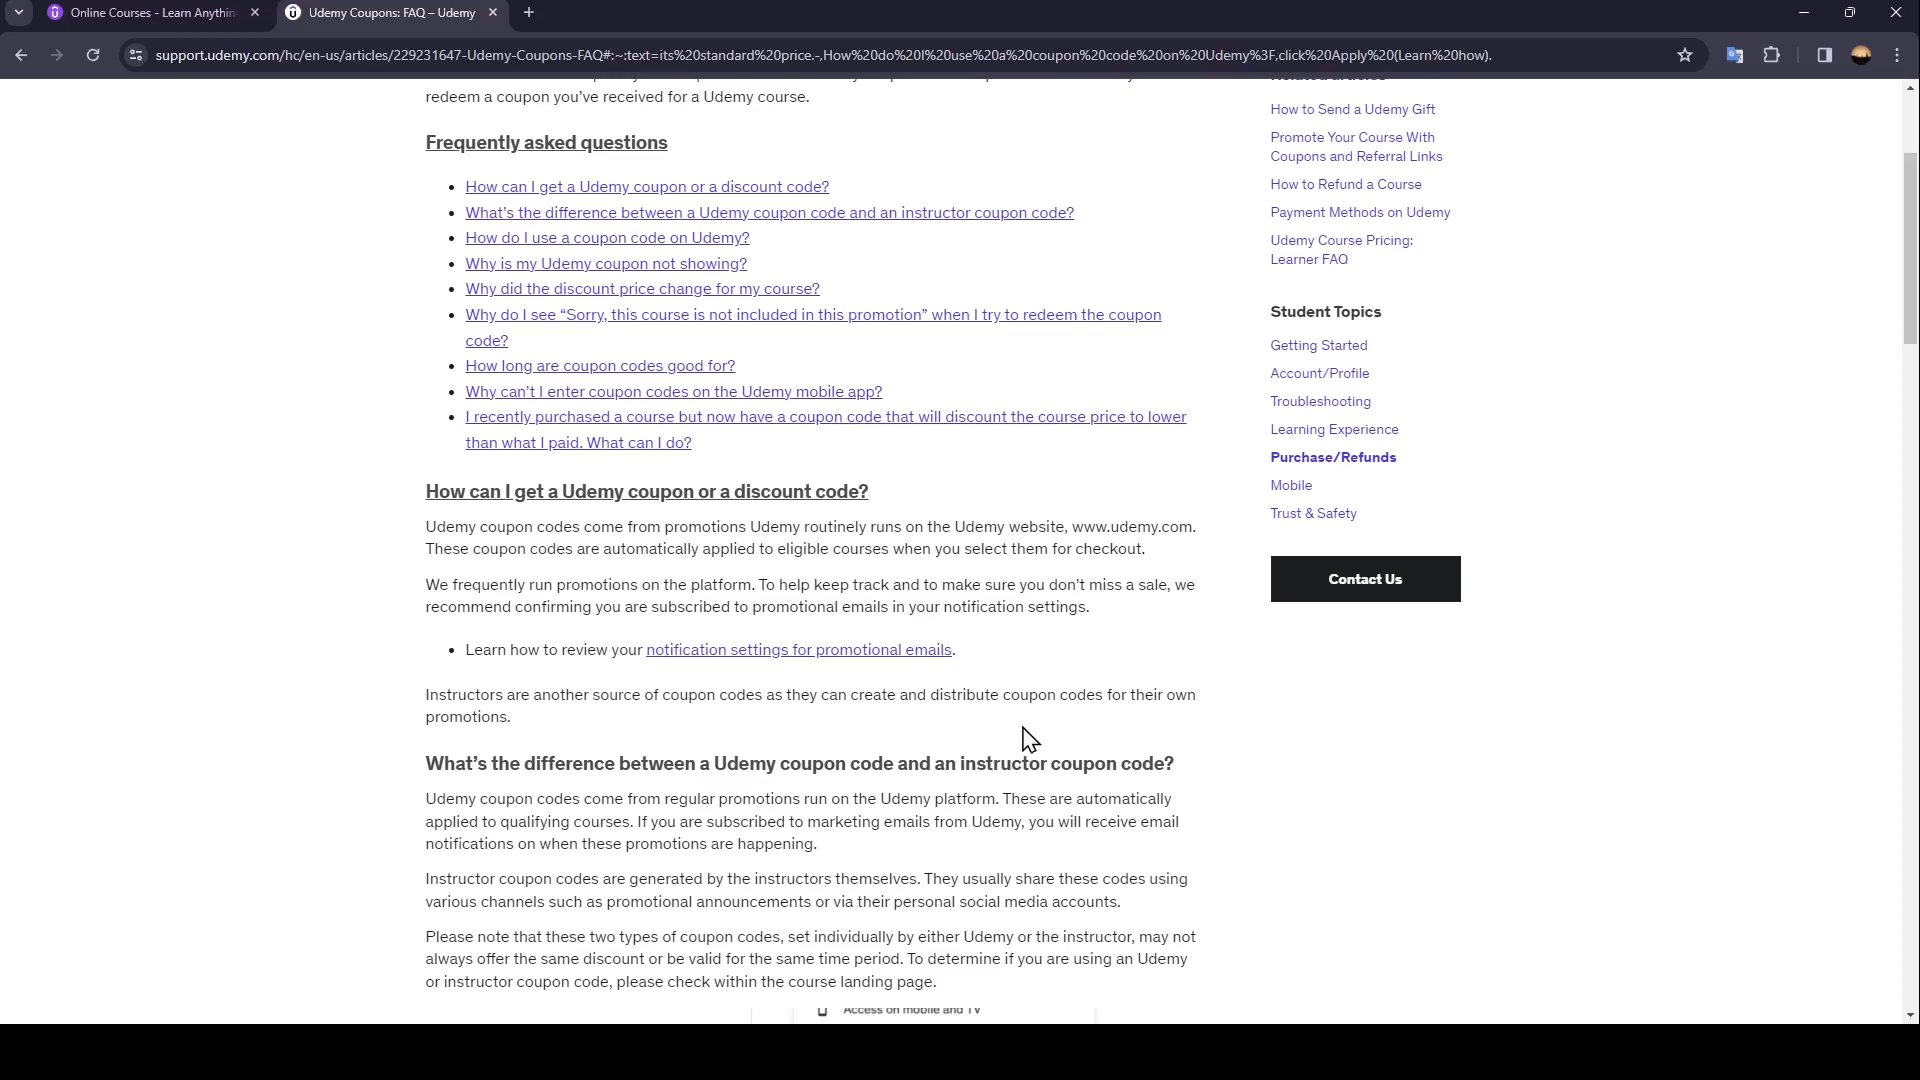 Online Courses - Learn Anythin
Udemy Coupons: FAQ – Udemy
support.udemy.com/hc/en-us/articles/229231647-Udemy-Coupons-FAQ#:~:text=its%20standard%20price.-,How%20do%20I%20use%20a%20coupon%20code%20on%20Udemy%3F,click%20Apply%20(Learn%20how).
redeem a coupon you’ve received for a Udemy course.
Frequently asked questions
How can I get a Udemy coupon or a discount code?
What’s the difference between a Udemy coupon code and an instructor coupon code?
How do I use a coupon code on Udemy?
Why is my Udemy coupon not showing?
Why did the discount price change for my course?
Why do I see “Sorry, this course is not included in this promotion” when I try to redeem the coupon
code?
How long are coupon codes good for?
Why can’t I enter coupon codes on the Udemy mobile app?
I recently purchased a course but now have a coupon code that will discount the course price to lower
than what I paid. What can I do?
How can I get a Udemy coupon or a discount code?
Udemy coupon codes come from promotions Udemy routinely runs on the Udemy website, www.udemy.com.
These coupon codes are automatically applied to eligible courses when you select them for checkout.
We frequently run promotions on the platform. To help keep track and to make sure you don’t miss a sale, we
recommend confirming you are subscribed to promotional emails in your notification settings.
Learn how to review your notification settings for promotional emails.
Instructors are another source of coupon codes as they can create and distribute coupon codes for their own
promotions.
What’s the difference between a Udemy coupon code and an instructor coupon code?
Udemy coupon codes come from regular promotions run on the Udemy platform. These are automatically
applied to qualifying courses. If you are subscribed to marketing emails from Udemy, you will receive email
notifications on when these promotions are happening.
Instructor coupon codes are generated by the instructors themselves. They usually share these codes using
various channels such as promotional announcements or via their personal social media accounts.
Please note that these two types of coupon codes, set individually by either Udemy or the instructor, may not
always offer the same discount or be valid for the same time period. To determine if you are using an Udemy
or instructor coupon code, please check within the course landing page.
Access on mobile and TV
Related articles
How to Send a Udemy Gift
Promote Your Course With
Coupons and Referral Links
How to Refund a Course
Payment Methods on Udemy
Udemy Course Pricing:
Learner FAQ
Student Topics
Getting Started
Account/Profile
Troubleshooting
Learning Experience
Purchase/Refunds
Mobile
Trust & Safety
Contact Us